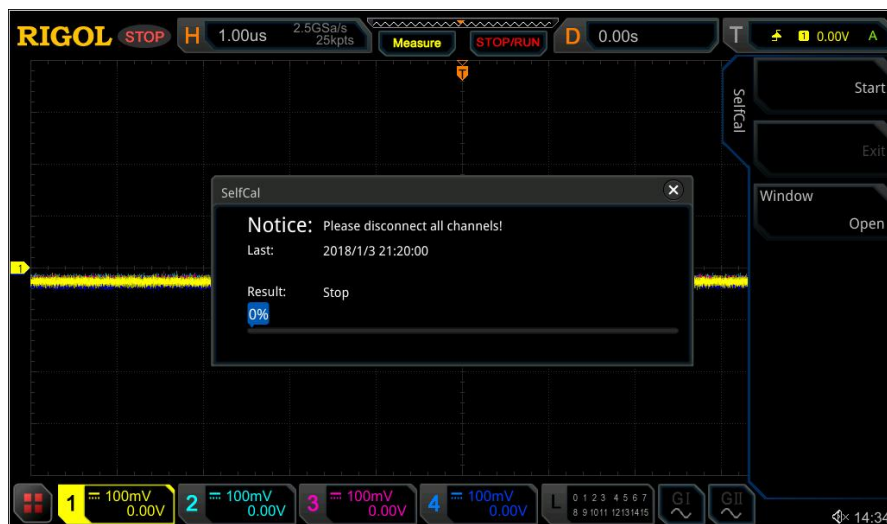 RIGOL STOP H 1.00us 2.5GSa/s 25kpts Measure STOP/RUN D 0.00s T 1 0.00V A
T
SelfCal
Start
Exit
Window
Open
SelfCal
Notice: Please disconnect all channels!
Last: 2018/1/3 21:20:00
Result: Stop
0%
1
1 100mV 0.00V 2 100mV 0.00V 3 100mV 0.00V 4 100mV 0.00V L 0 1 2 3 4 5 6 7 8 9 10 11 12 13 14 15 GI GII